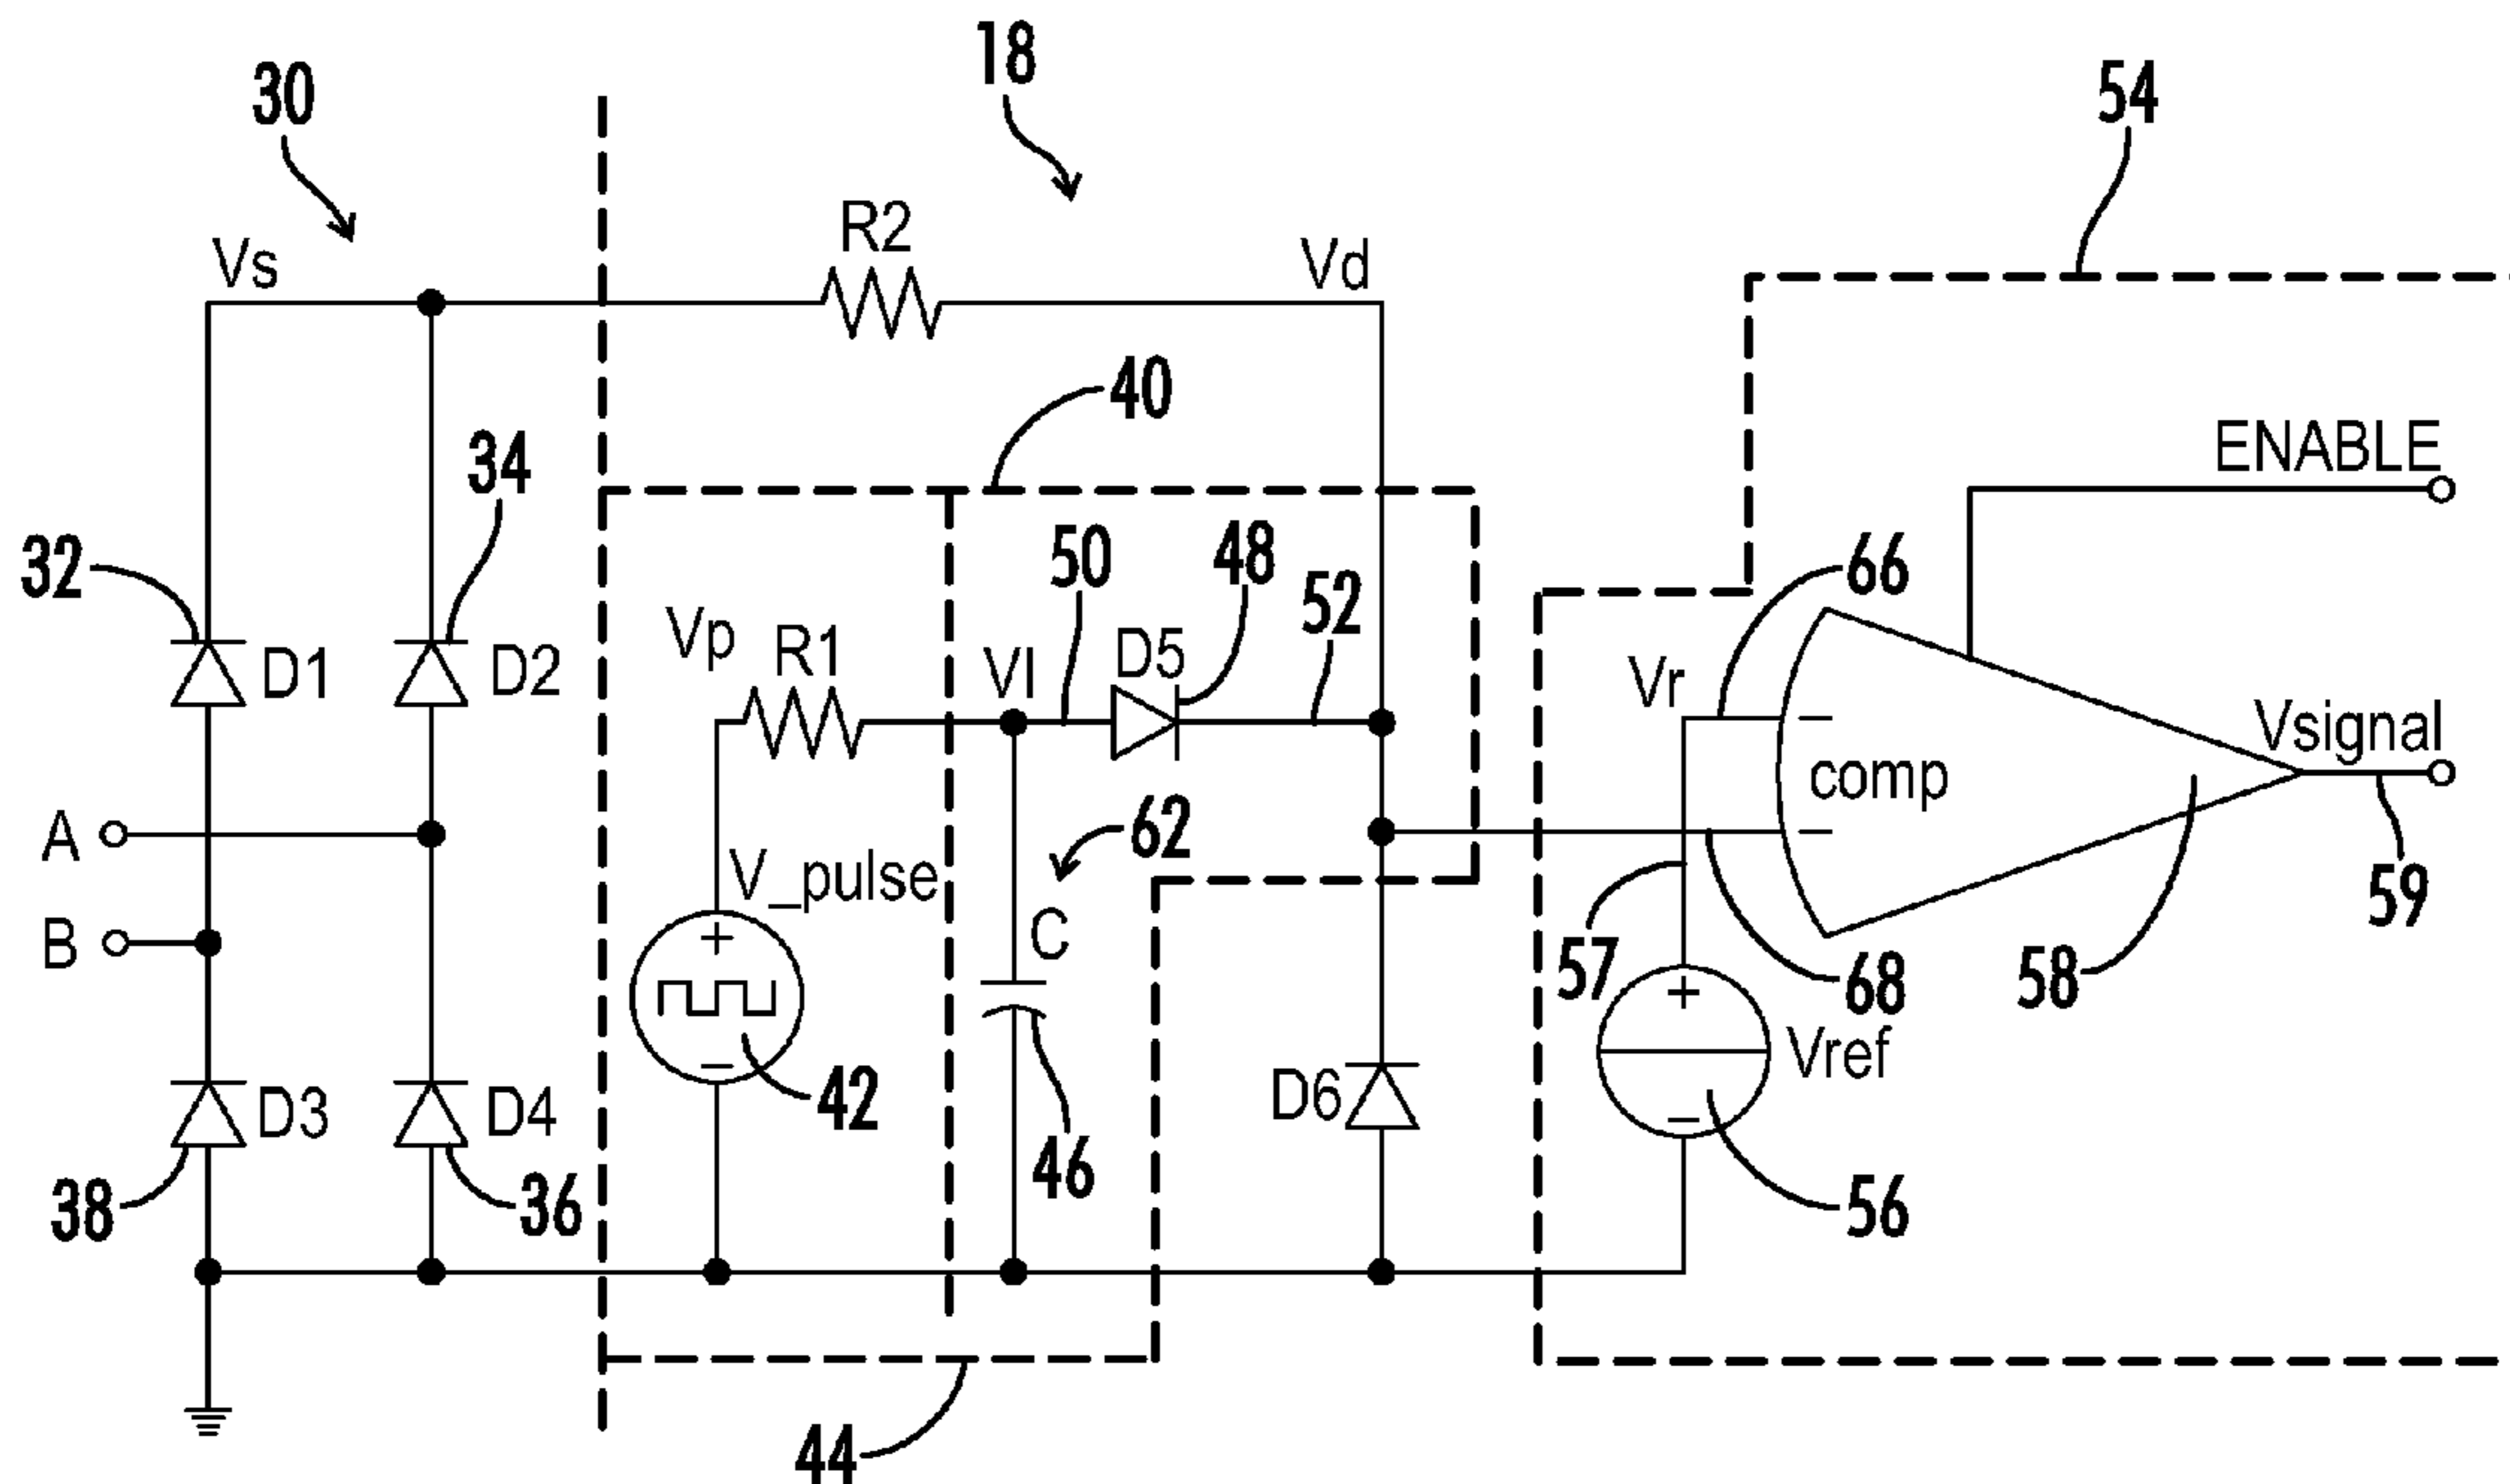 18
30
54
Vs
R2
Vd
40
ENABLE
34
32
50
48
52
66
Vp
R1
Vl
D5
Vr
D1
D2
Vsignal
comp
A
62
V_pulse
+
C
59
B
57
68
58
+
Vref
D3
D4
42
D6
46
38
36
56
44